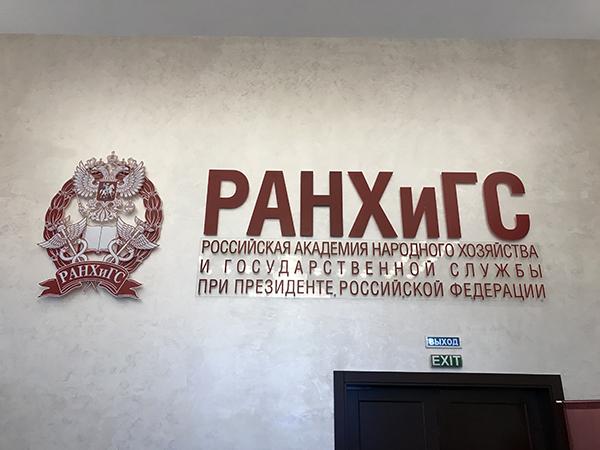 РАНХиГС
РАНХиГС
РОССИЙСКАЯ АКАДЕМИЯ НАРОДНОГО ХОЗЯЙСТВА
И ГОСУДАРСТВЕННОЙ СЛУЖБЫ
ПРИ ПРЕЗИДЕНТЕ РОССИЙСКОЙ ФЕДЕРАЦИИ
ВЫХОД
EXIT